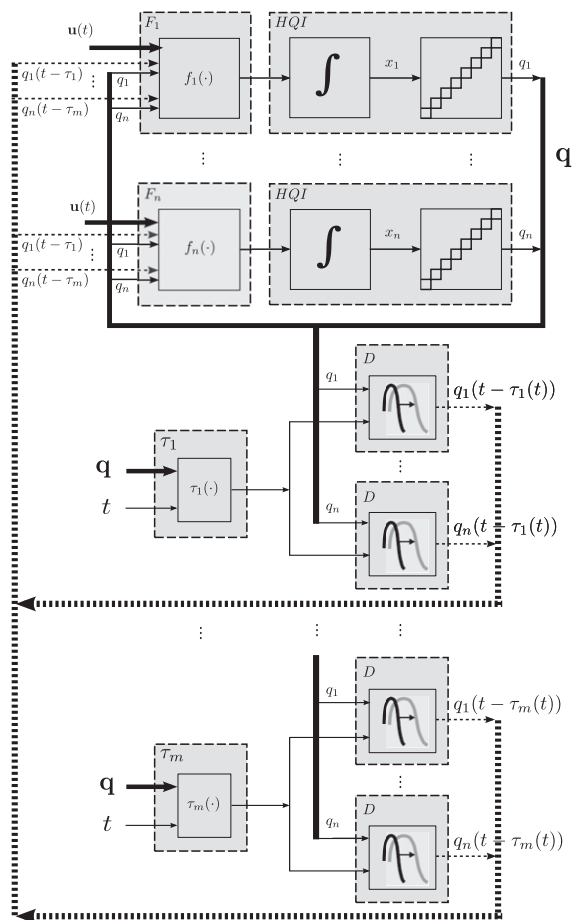 F₁
HQI
u(t)
q₁(t − τ₁)
⋮
q₁
f₁(·)
∫
x₁
q₁
qₙ(t − τₘ)
qₙ
⋮
⋮
⋮
q
Fₙ
HQI
u(t)
q₁(t − τ₁)
⋮
q₁
fₙ(·)
∫
xₙ
qₙ
qₙ(t − τₘ)
qₙ
D
q₁
q₁(t − τ₁(t))
τ₁
⋮
q
τ₁(·)
t
D
qₙ
qₙ(t − τ₁(t))
⋮
⋮
⋮
D
q₁
q₁(t − τₘ(t))
τₘ
⋮
q
τₘ(·)
t
D
qₙ
qₙ(t − τₘ(t))